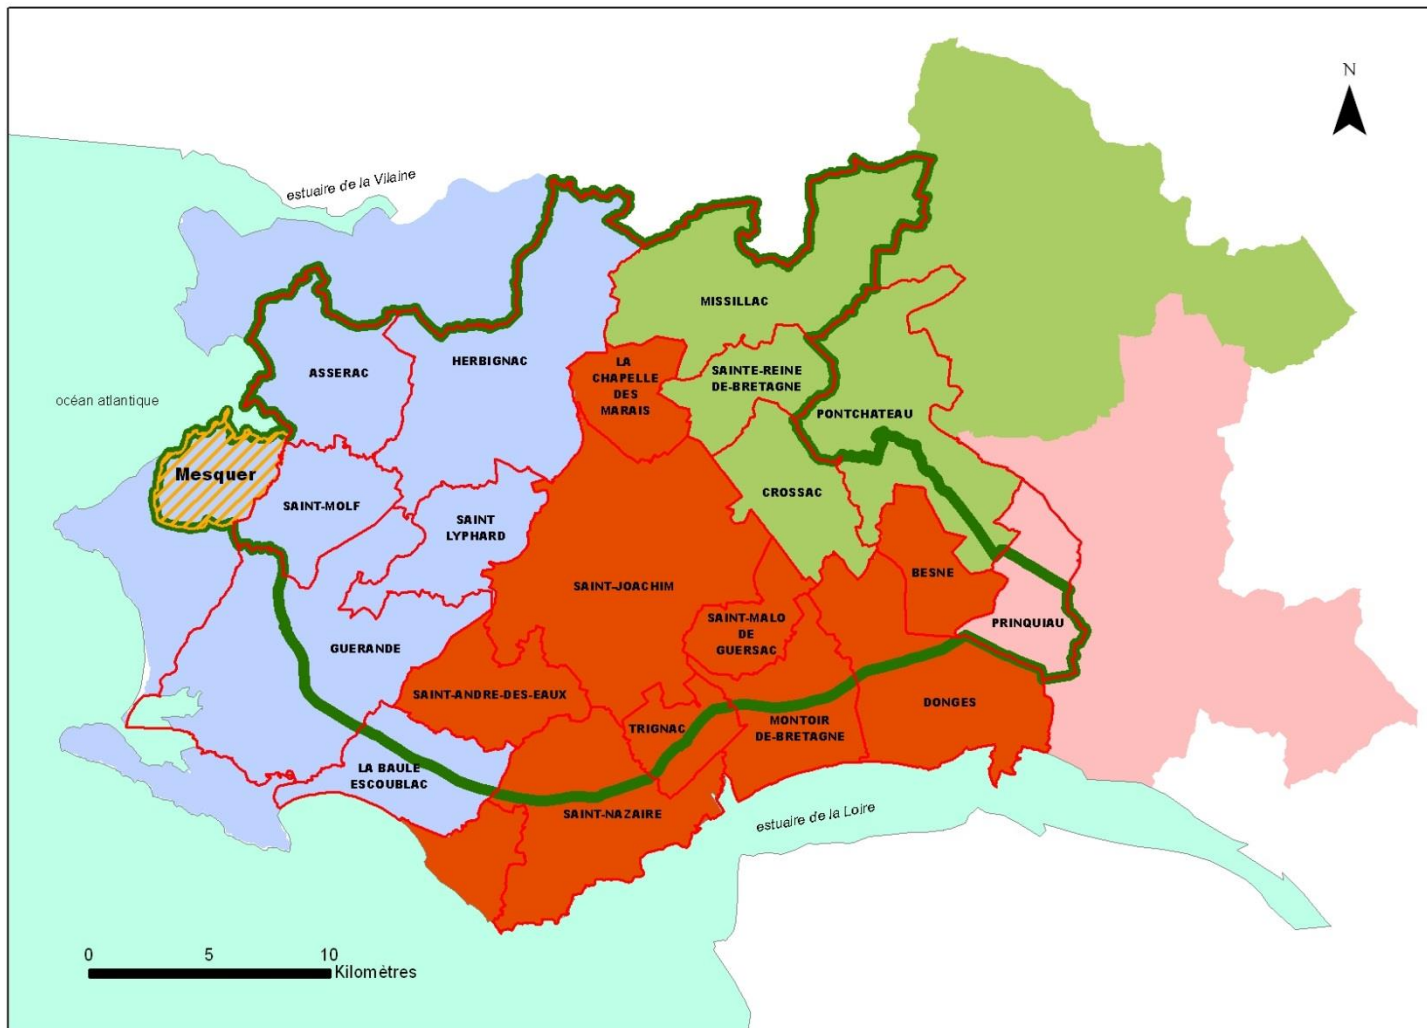 N
estuaire de la Vilaine
MISSILLAC
HERBIGNAC
ASSERAC
LA
CHAPELLE
DES
MARAIS
SAINTE-REINE
DE-BRETAGNE
océan atlantique
PONTCHATEAU
Mesquer
SAINT-MOLF
CROSSAC
SAINT
LYPHARD
SAINT-JOACHIM
BESNE
SAINT-MALO
DE
GUERSAC
PRINQUIAU
GUERANDE
SAINT-ANDRE-DES-EAUX
DONGES
TRIGNAC
MONTOIR
DE-BRETAGNE
LA BAULE
ESCOUBLAC
SAINT-NAZAIRE
estuaire de la Loire
0 5 10
Kilomètres